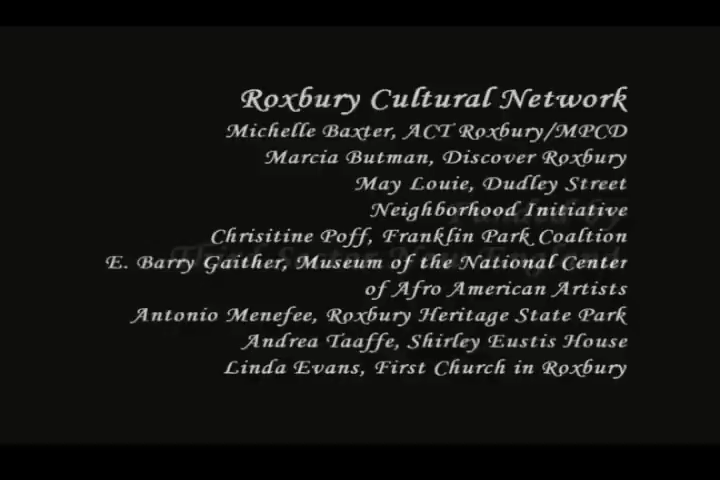 Roxbury Cultural Network
Michelle Baxter, ACT Roxbury/MPCD
Marcia Butman, Discover Roxbury
May Louie, Dudley Street
Neighborhood Initiative
Funded by
Chrisitine Poff, Franklin Park Coaltion
E. Barry Gaither, Museum of the National Center
of Afro American Artists
Antonio Menefee, Roxbury Heritage State Park
Andrea Taaffe, Shirley Eustis House
Linda Evans, First Church in Roxbury